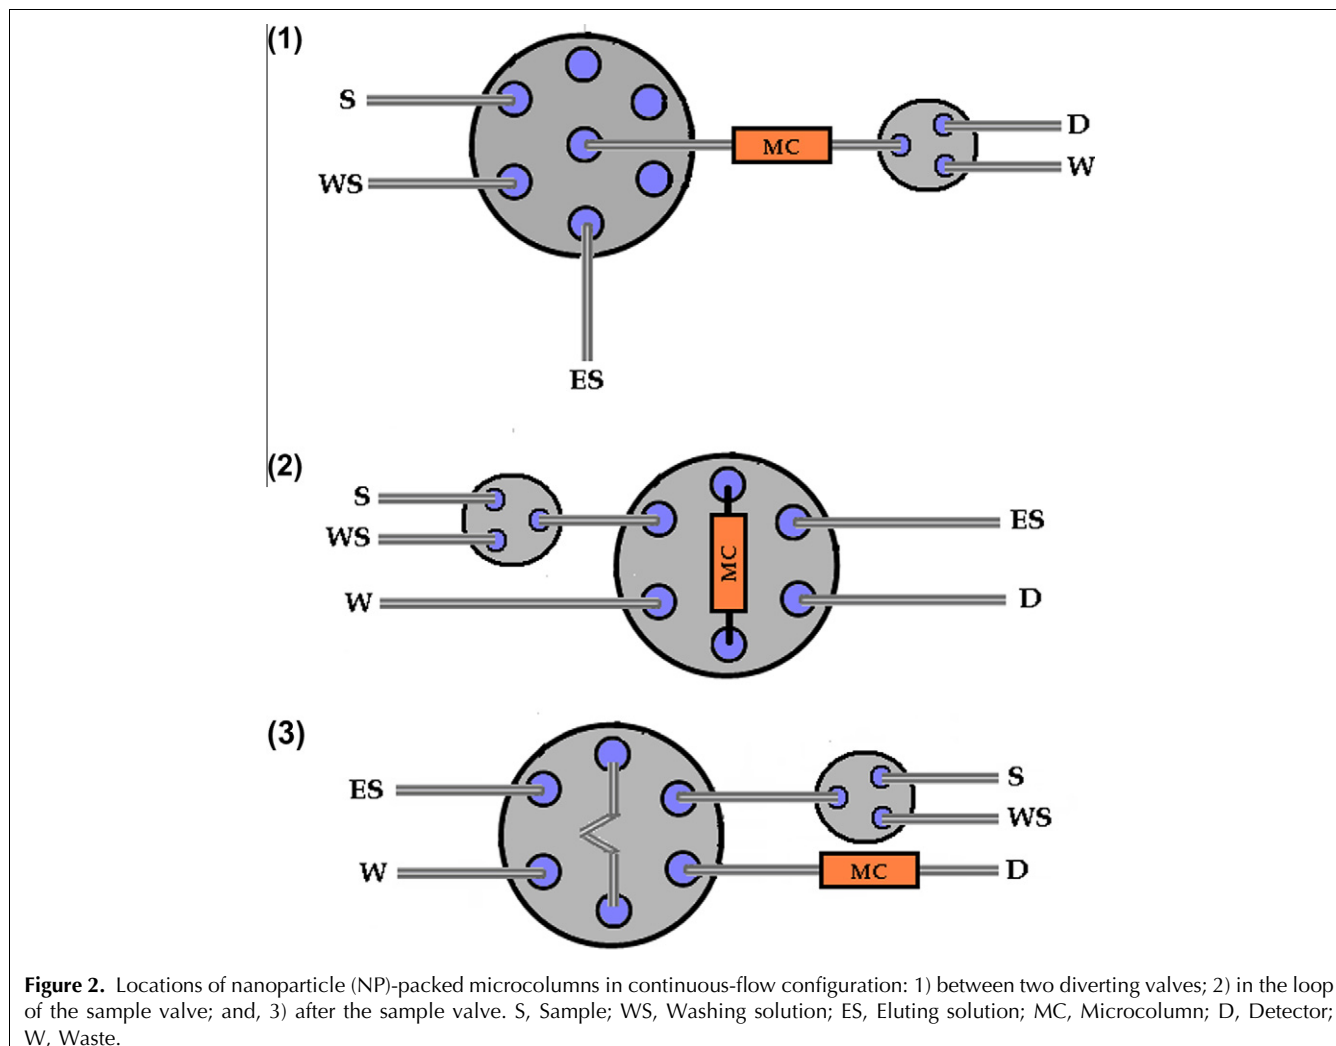 (1)
S
MC
D
W
WS
ES
(2)
S
WS
W
MC
ES
D
(3)
ES
W
S
WS
MC
D
Figure 2. Locations of nanoparticle (NP)-packed microcolumns in continuous-flow configuration: 1) between two diverting valves; 2) in the loop
of the sample valve; and, 3) after the sample valve. S, Sample; WS, Washing solution; ES, Eluting solution; MC, Microcolumn; D, Detector;
W, Waste.